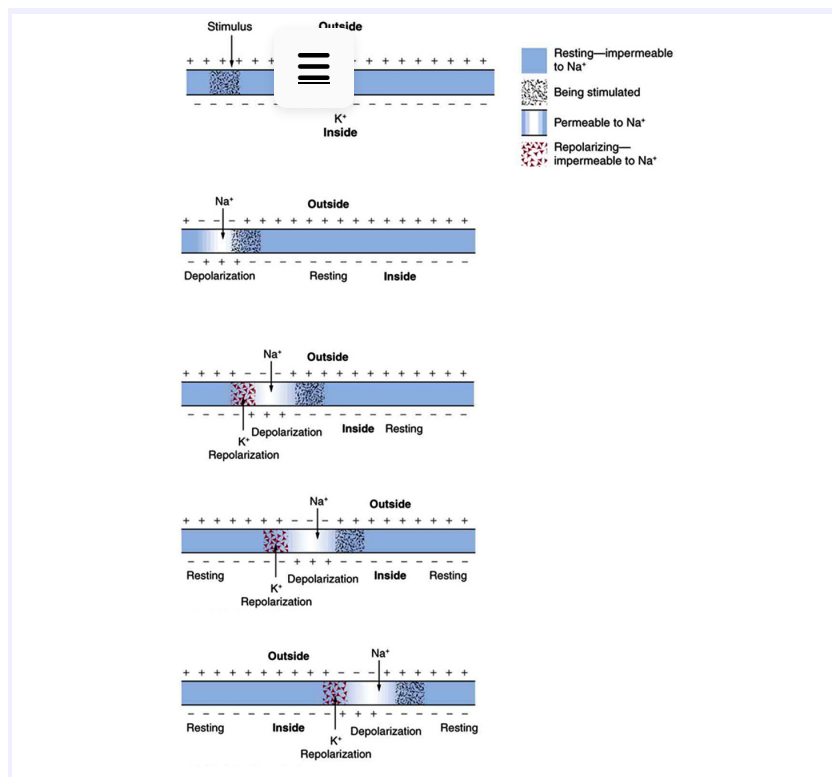 Stimulus
Outside
+ + + + + + + + + + + + + + + + + + +
− − − − − − − − − − − − − − − − − − − −
K⁺
Inside
Resting—impermeable
to Na⁺
Being stimulated
Permeable to Na⁺
Repolarizing—
impermeable to Na⁺
Na⁺
Outside
+ − − − + + + + + + + + + + + + + + +
− + + + − − − − − − − − − − − − − − −
Depolarization
Resting
Inside
Na⁺
Outside
+ + + + − − − + + + + + + + + + + + +
− − − − + + + − − − − − − − − − − − −
Depolarization
Inside
Resting
K⁺
Repolarization
Na⁺
Outside
+ + + + + + + − − − + + + + + + + + +
− − − − − − − + + + − − − − − − − − −
Resting
Depolarization
Inside
Resting
K⁺
Repolarization
Outside
Na⁺
+ + + + + + + + + + − − − + + + + + +
− − − − − − − − − − + + + − − − − − −
Resting
Inside
Depolarization
Resting
K⁺
Repolarization